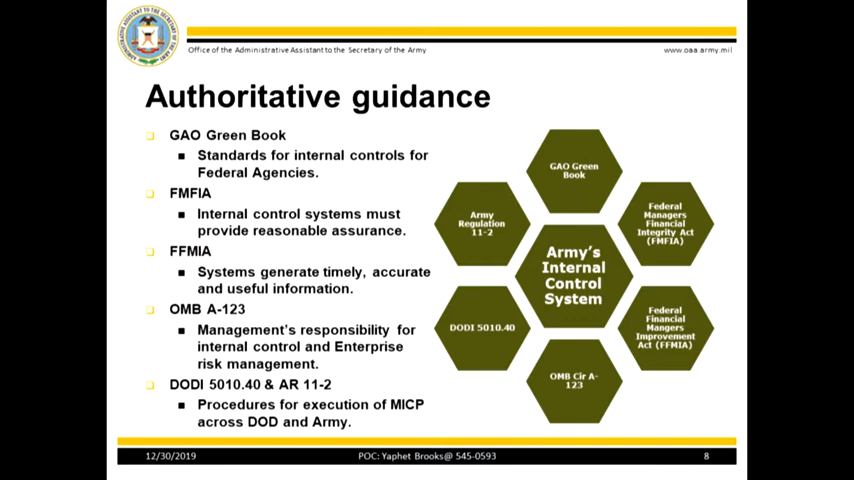 Office of the Administrative Assistant to the Secretary of the Army
www.oaa.army.mil
Authoritative guidance
GAO Green Book
Standards for internal controls for
Federal Agencies.
FMFIA
Internal control systems must
provide reasonable assurance.
FFMIA
Systems generate timely, accurate
and useful information.
OMB A-123
Management's responsibility for
internal control and Enterprise
risk management.
DODI 5010.40 & AR 11-2
Procedures for execution of MICP
across DOD and Army.
GAO Green
Book
Army
Regulation
11-2
Federal
Managers
Financial
Integrity Act
(FMFIA)
Army's
Internal
Control
System
DODI 5010.40
Federal
Financial
Mangers
Improvement
Act (FFMIA)
OMB Cir A-
123
12/30/2019
POC: Yaphet Brooks@ 545-0593
8